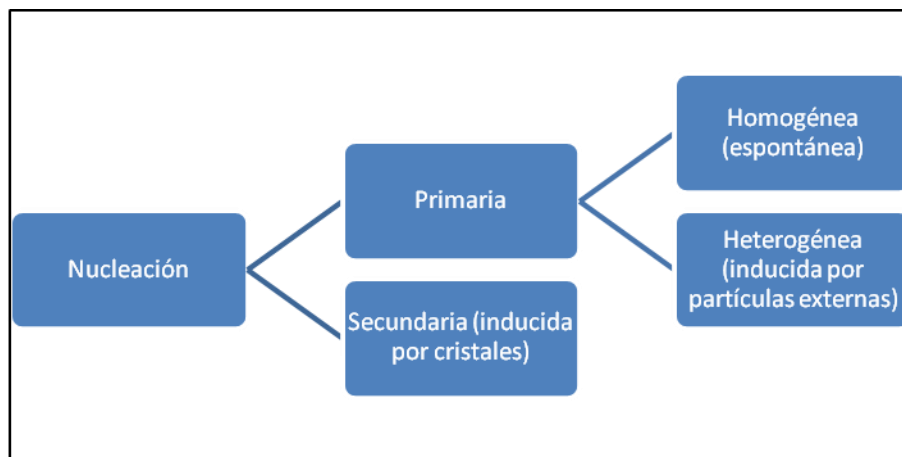 Nucleación
Primaria
Secundaria (inducida
por cristales)
Homogénea
(espontánea)
Heterogénea
(inducida por
partículas externas)